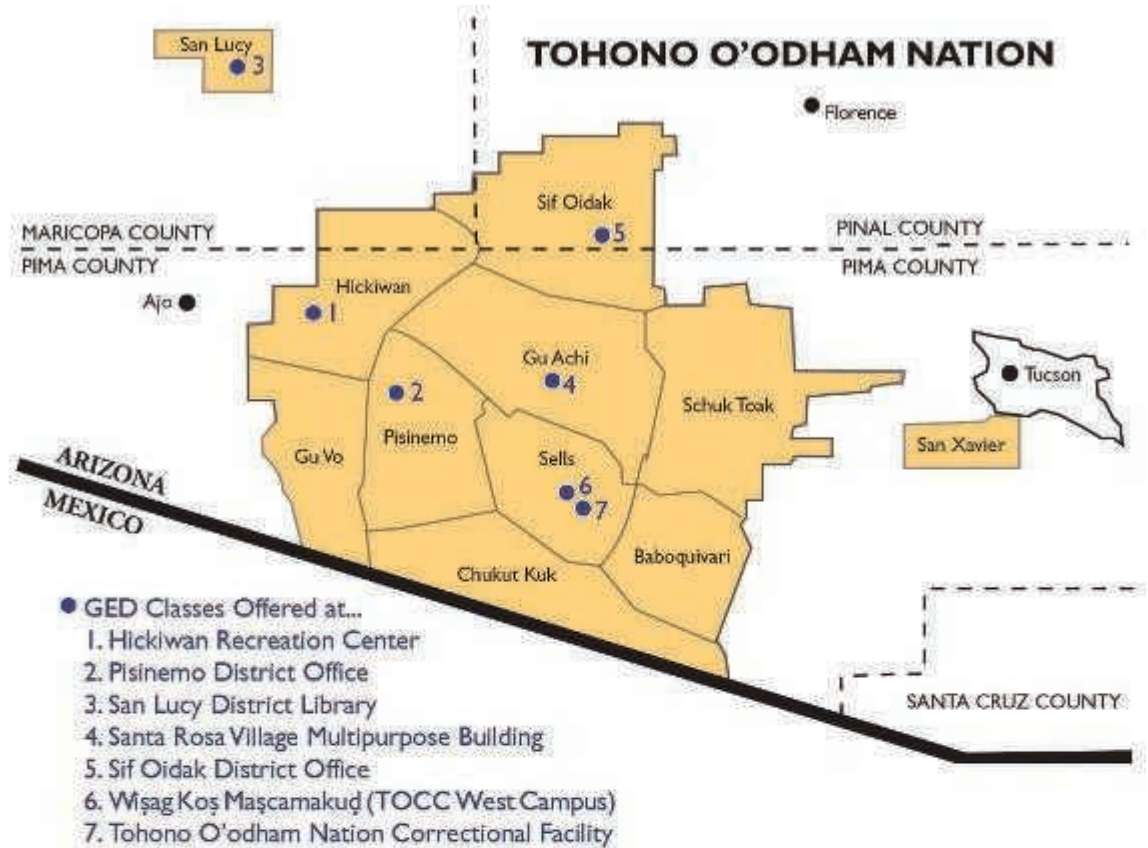 San Lucy
3
TOHONO O'ODHAM NATION
Florence
Sif Oidak
5
MARICOPA COUNTY
PINAL COUNTY
PIMA COUNTY
PIMA COUNTY
Hickiwan
Ajo
1
Gu Achi
4
2
Tucson
Schuk Toak
Pisinemo
San Xavier
Gu Vo
Sells
ARIZONA
6
7
MEXICO
Baboquivari
Chukut Kuk
GED Classes Offered at...
1. Hickiwan Recreation Center
2. Pisinemo District Office
3. San Lucy District Library
SANTA CRUZ COUNTY
4. Santa Rosa Village Multipurpose Building
5. Sif Oidak District Office
6. Wiṣag Koṣ Maṣcamakuḍ (TOCC West Campus)
7. Tohono O'odham Nation Correctional Facility